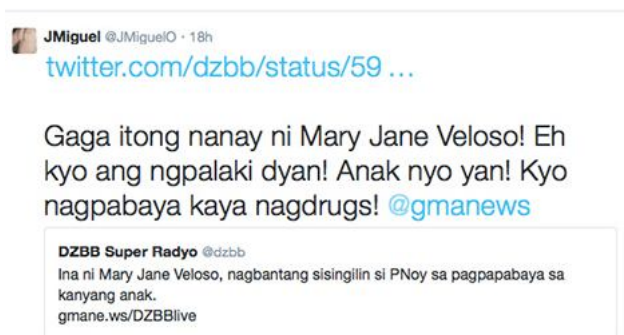 JMiguel @JMiguelO · 18h
twitter.com/dzbb/status/59 ...
Gaga itong nanay ni Mary Jane Veloso! Eh
kyo ang ngpalaki dyan! Anak nyo yan! Kyo
nagpabaya kaya nagdrugs! @gmanews
DZBB Super Radyo @dzbb
Ina ni Mary Jane Veloso, nagbantang sisingilin si PNoy sa pagpapabaya sa
kanyang anak.
gmane.ws/DZBBlive